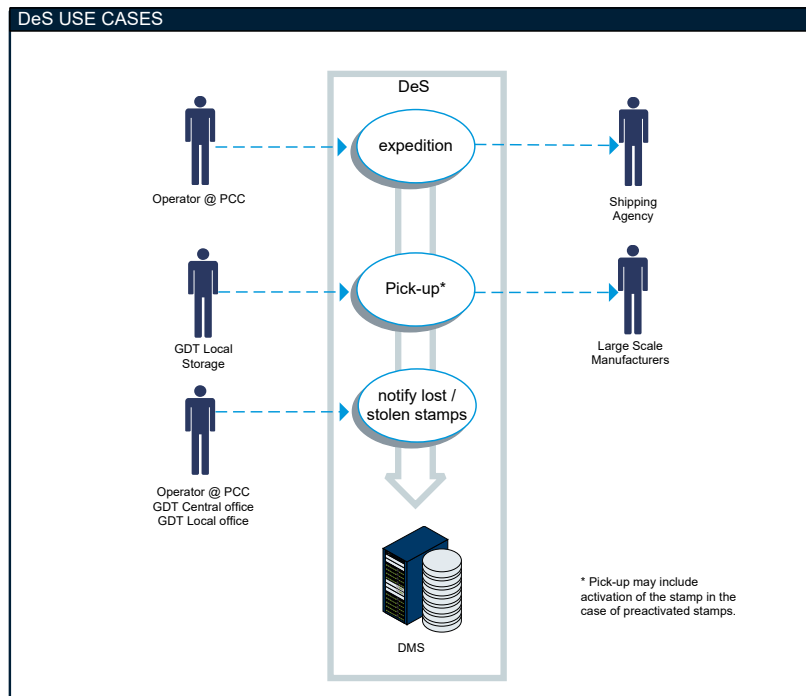 DeS USE CASES
DeS
expedition
Operator @ PCC
Shipping
Agency
Pick-up*
GDT Local
Storage
Large Scale
Manufacturers
notify lost /
stolen stamps
Operator @ PCC
GDT Central office
GDT Local office
* Pick-up may include
activation of the stamp in the
case of preactivated stamps.
DMS